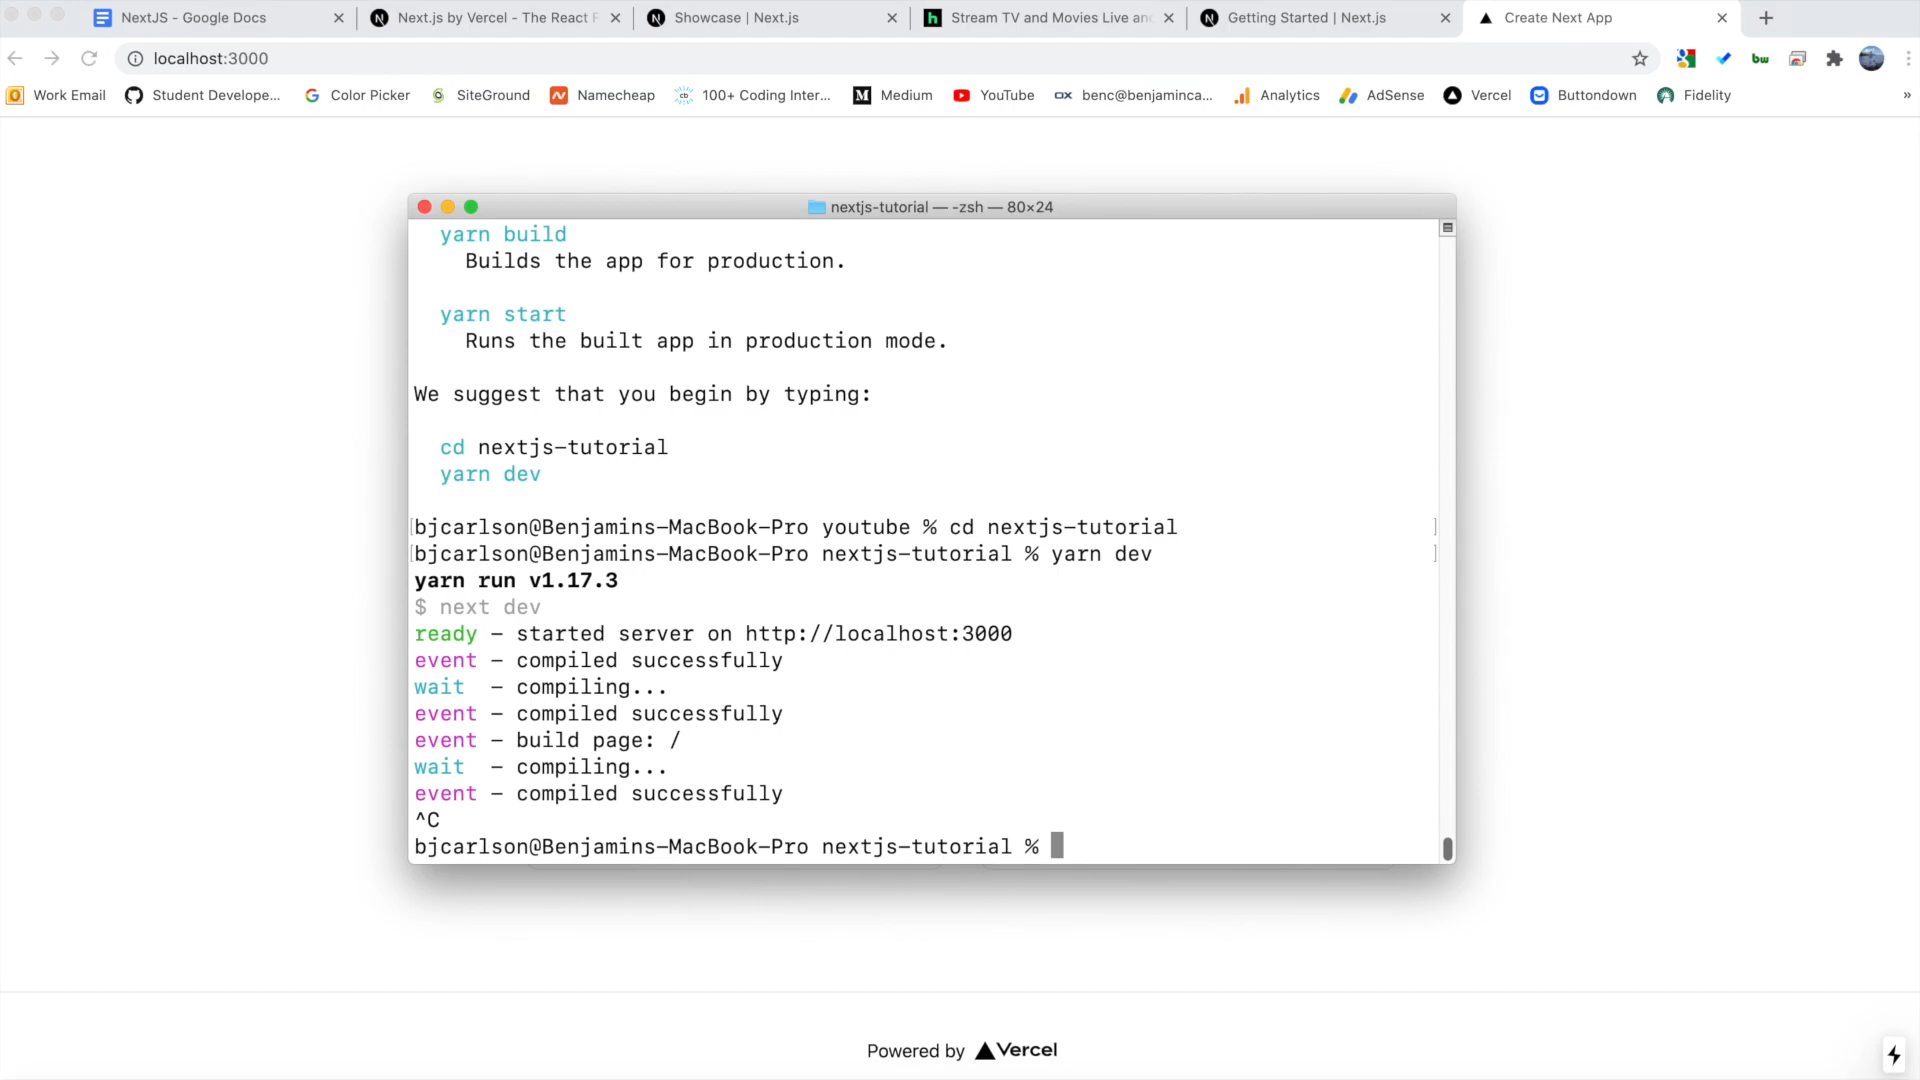 NextJS - Google Docs
Next.js by Vercel - The React F
Showcase | Next.js
Stream TV and Movies Live an
Getting Started | Next.js
Create Next App
localhost:3000
bw
Work Email
Student Develope...
Color Picker
SiteGround
Namecheap
cb
100+ Coding Inter...
Medium
YouTube
OX
benc@benjaminca...
Analytics
AdSense
Vercel
Buttondown
Fidelity
»
nextjs-tutorial — -zsh — 80×24
yarn build
Builds the app for production.
yarn start
Runs the built app in production mode.
We suggest that you begin by typing:
cd nextjs-tutorial
yarn dev
[bjcarlson@Benjamins-MacBook-Pro youtube % cd nextjs-tutorial ]
[bjcarlson@Benjamins-MacBook-Pro nextjs-tutorial % yarn dev ]
yarn run v1.17.3
$ next dev
ready - started server on http://localhost:3000
event - compiled successfully
wait  - compiling...
event - compiled successfully
event - build page: /
wait  - compiling...
event - compiled successfully
^C
bjcarlson@Benjamins-MacBook-Pro nextjs-tutorial %
Powered by ▲Vercel